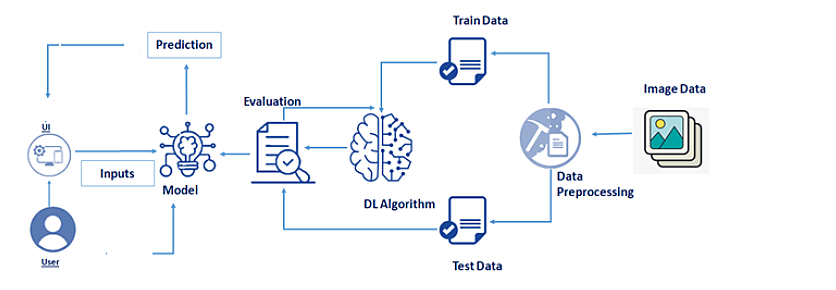 Train Data
Prediction
Image Data
Evaluation
UI
Inputs
Model
Data
Preprocessing
DL Algorithm
User
Test Data